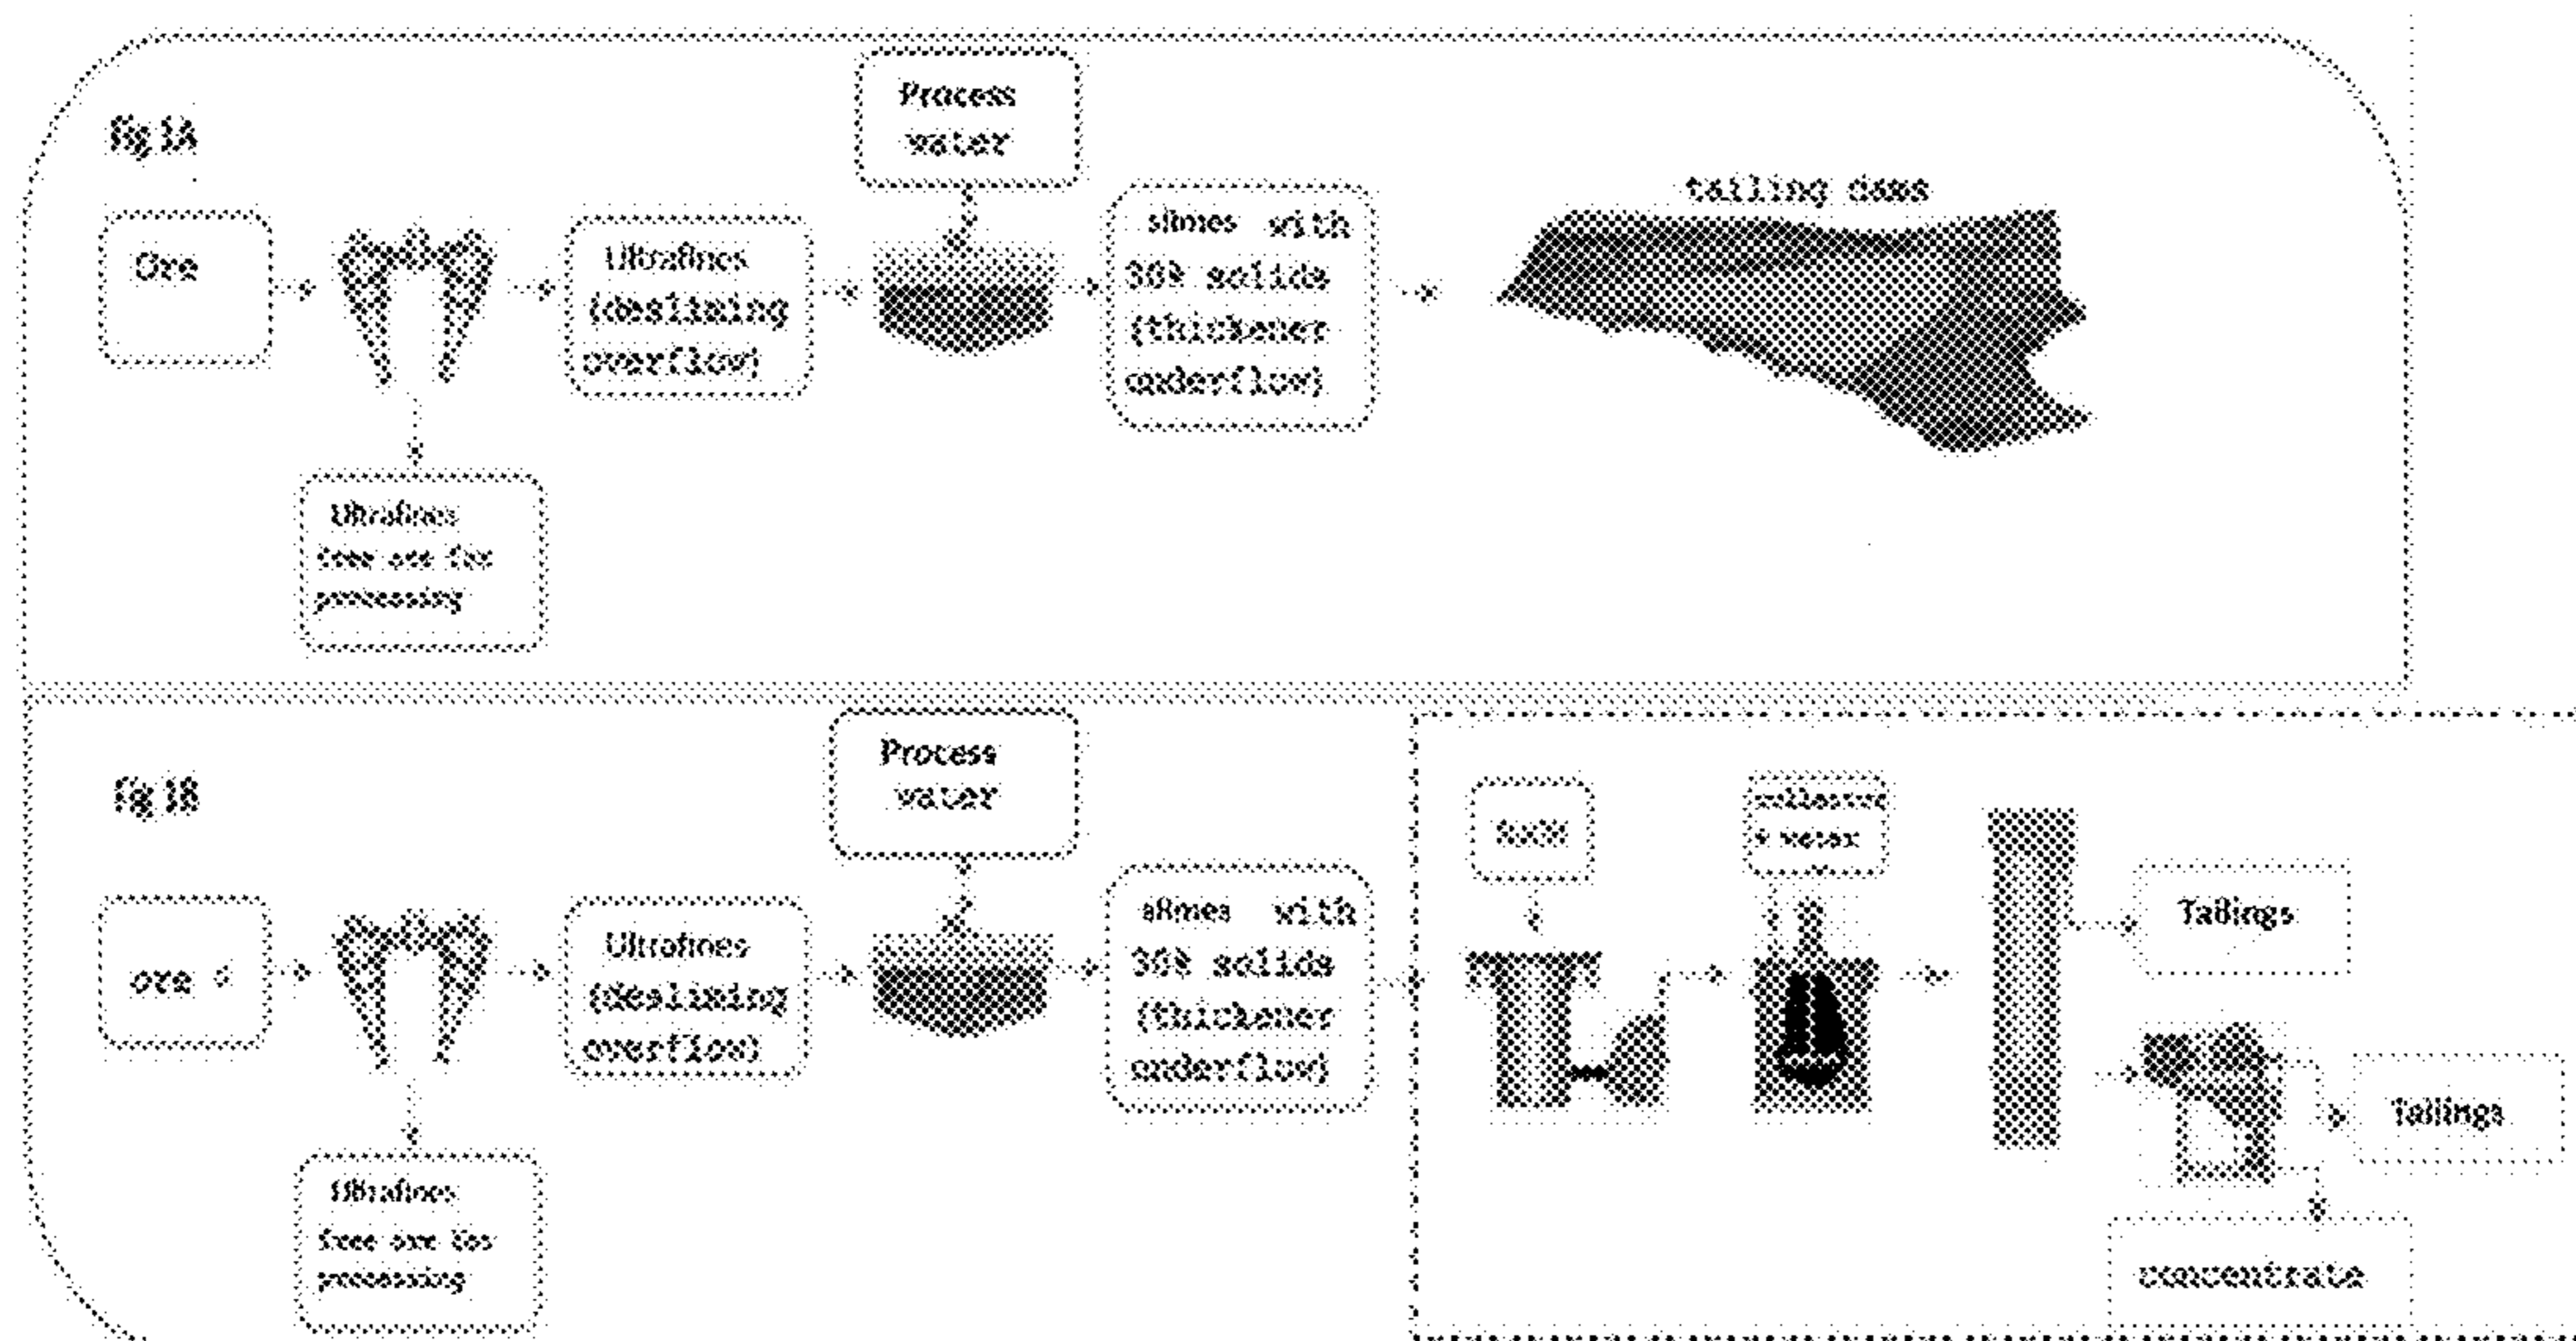 fig 1A
Process
water
tailing dams
Ore
Ultrafines
(desliming
overflow)
slimes with
30% solids
(thickener
underflow)
Ultrafines
free ore for
processing
fig 1B
Process
water
NaOH
+ water
ore
Ultrafines
(desliming
overflow)
slimes with
30% solids
(thickener
underflow)
Tailings
Tailings
Ultrafines
free ore for
processing
concentrate